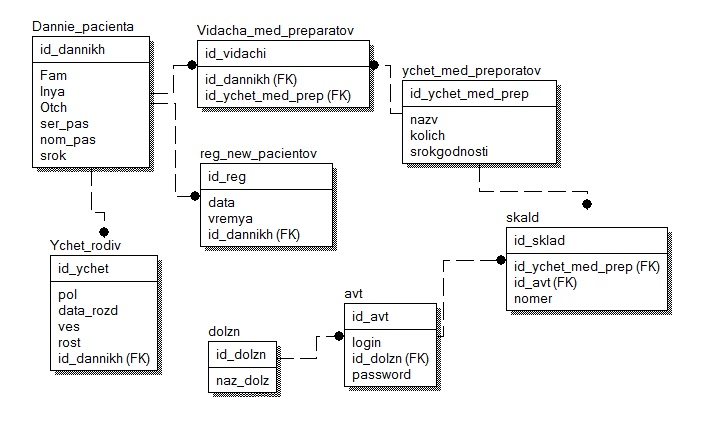 Dannie_pacienta
id_dannikh
Fam
Inya
Otch
ser_pas
nom_pas
srok
Vidacha_med_preparatov
id_vidachi
id_dannikh (FK)
id_ychet_med_prep (FK)
ychet_med_preporatov
id_ychet_med_prep
nazv
kolich
srokgodnosti
reg_new_pacientov
id_reg
data
vremya
id_dannikh (FK)
Ychet_rodiv
id_ychet
pol
data_rozd
ves
rost
id_dannikh (FK)
skald
id_sklad
id_ychet_med_prep (FK)
id_avt (FK)
nomer
avt
id_avt
login
id_dolzn (FK)
password
dolzn
id_dolzn
naz_dolz